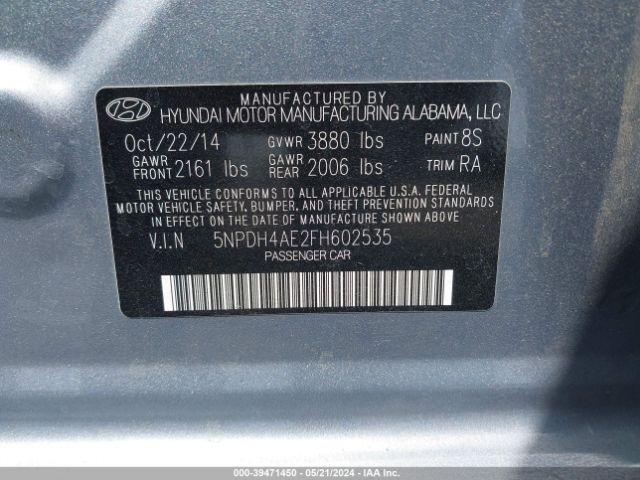 MANUFACTURED BY
HYUNDAI MOTOR MANUFACTURING ALABAMA, LLC
Oct/22/14 GVWR 3880 lbs PAINT 8S
GAWR FRONT 2161 lbs GAWR REAR 2006 lbs TRIM RA
THIS VEHICLE CONFORMS TO ALL APPLICABLE U.S.A. FEDERAL
MOTOR VEHICLE SAFETY, BUMPER, AND THEFT PREVENTION STANDARDS
IN EFFECT ON THE DATE OF MANUFACTURE SHOWN ABOVE.
V.I.N 5NPDH4AE2FH602535
PASSENGER CAR
000-39471450 - 05/21/2024 - IAA Inc.